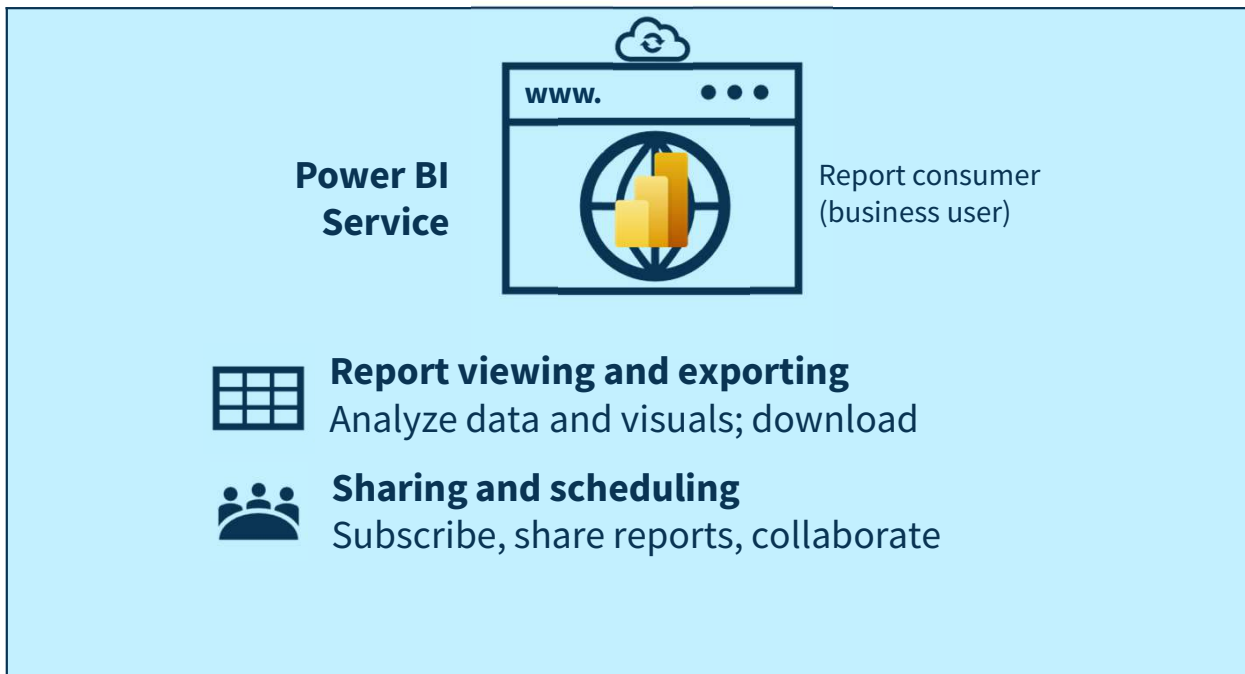 www.
Power BI
Service
Report consumer
(business user)
Report viewing and exporting
Analyze data and visuals; download
Sharing and scheduling
Subscribe, share reports, collaborate